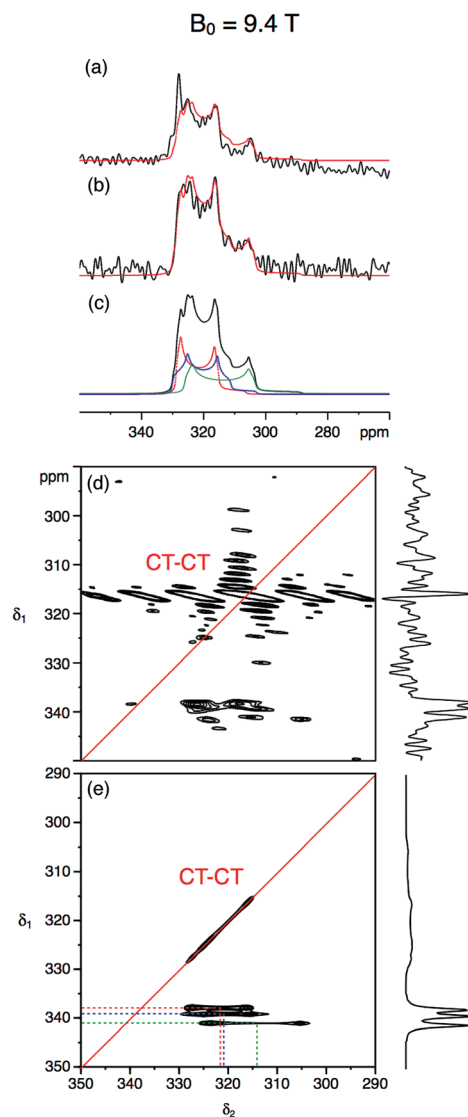 B0 = 9.4 T
(a)
(b)
(c)
340 320 300 280 ppm
ppm
(d)
300
CT-CT
310
δ1 320
330
340
290
(e)
300
CT-CT
310
δ1 320
330
340
350
350 340 330 320 310 300 290
δ2